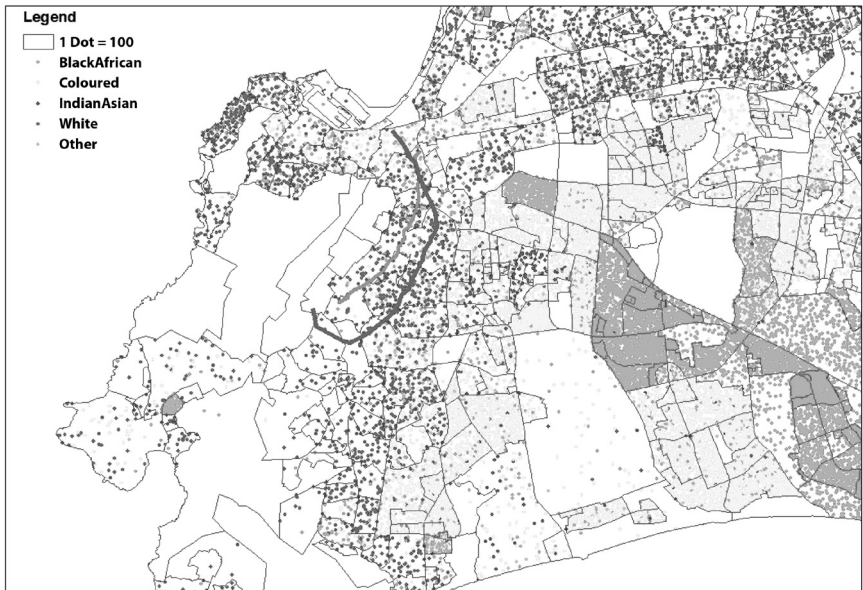 Legend
1 Dot = 100
BlackAfrican
Coloured
IndianAsian
White
Other